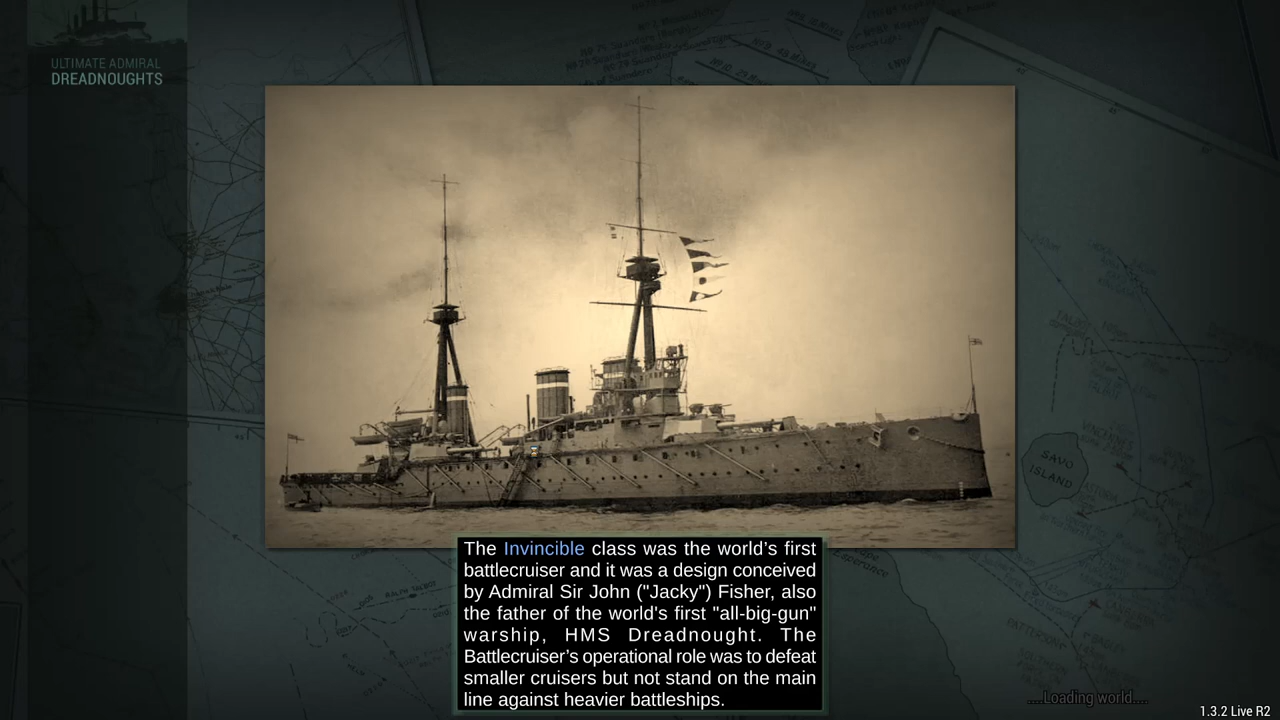 ULTIMATE ADMIRAL
DREADNOUGHTS
The Invincible class was the world's first
battlecruiser and it was a design conceived
by Admiral Sir John ("Jacky") Fisher, also
the father of the world's first "all-big-gun"
warship, HMS Dreadnought. The
Battlecruiser's operational role was to defeat
smaller cruisers but not stand on the main
line against heavier battleships.
SAVO
ISLAND
....Loading world....
1.3.2 Live R2